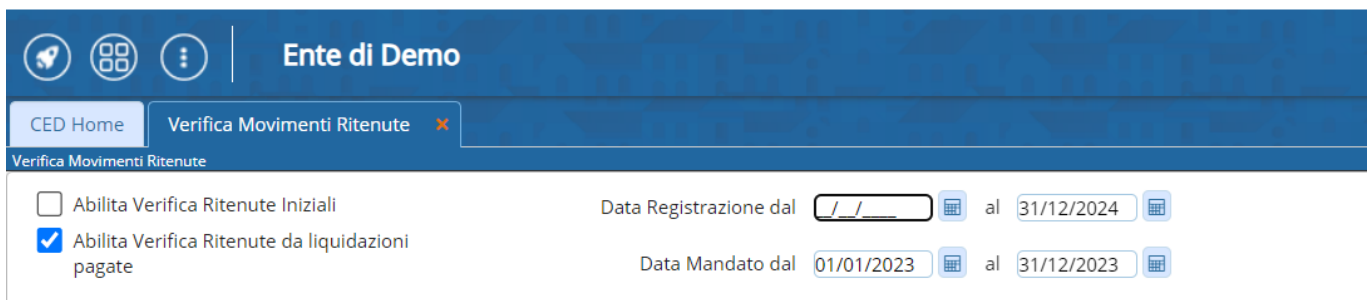 Ente di Demo
CED Home
Verifica Movimenti Ritenute
Verifica Movimenti Ritenute
Abilita Verifica Ritenute Iniziali
Data Registrazione dal __/__/____ al 31/12/2024
Abilita Verifica Ritenute da liquidazioni
pagate
Data Mandato dal 01/01/2023 al 31/12/2023